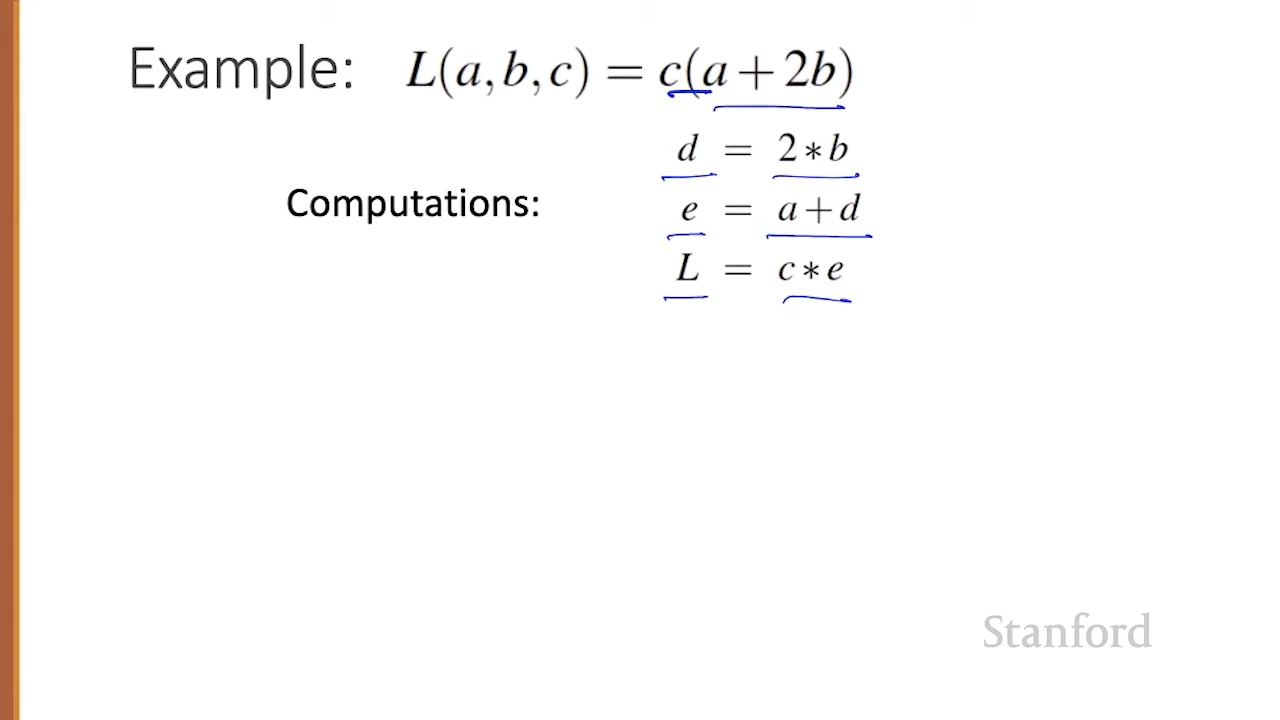 Example: L(a,b,c) = c(a+2b)
d = 2∗b
Computations: e = a+d
L = c∗e
Stanford